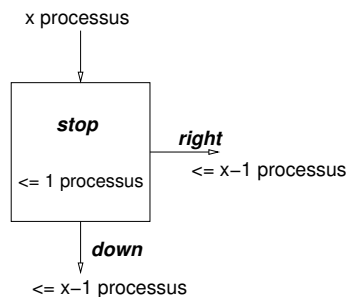 x processus
stop
right
<= 1 processus
<= x−1 processus
down
<= x−1 processus